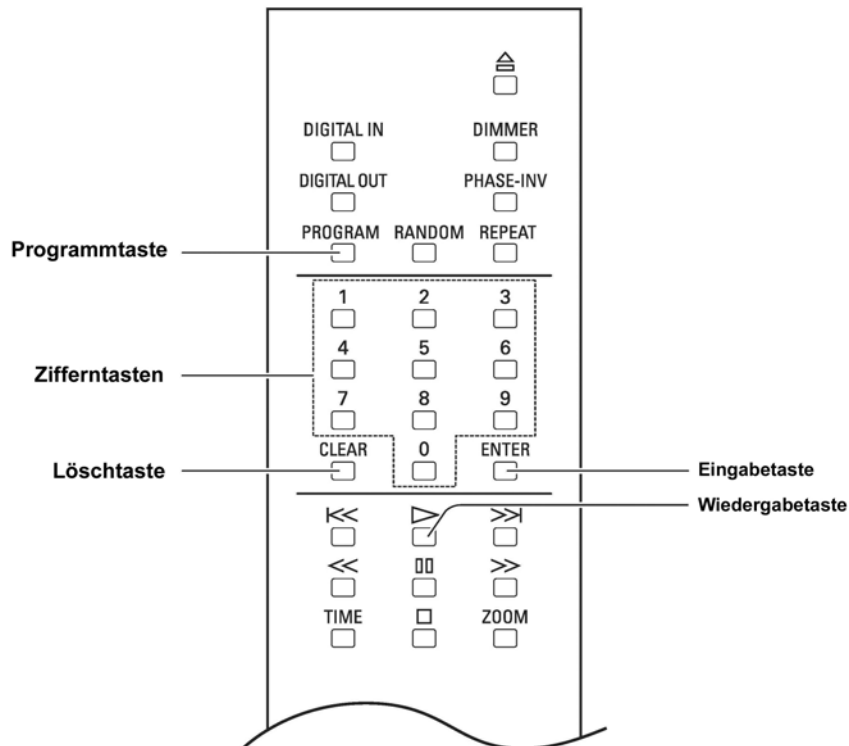 DIGITAL IN DIMMER
DIGITAL OUT PHASE-INV
PROGRAM RANDOM REPEAT
Programmtaste
1 2 3
4 5 6
Zifferntasten
7 8 9
CLEAR 0 ENTER
Löschtaste
Eingabetaste
Wiedergabetaste
TIME ZOOM